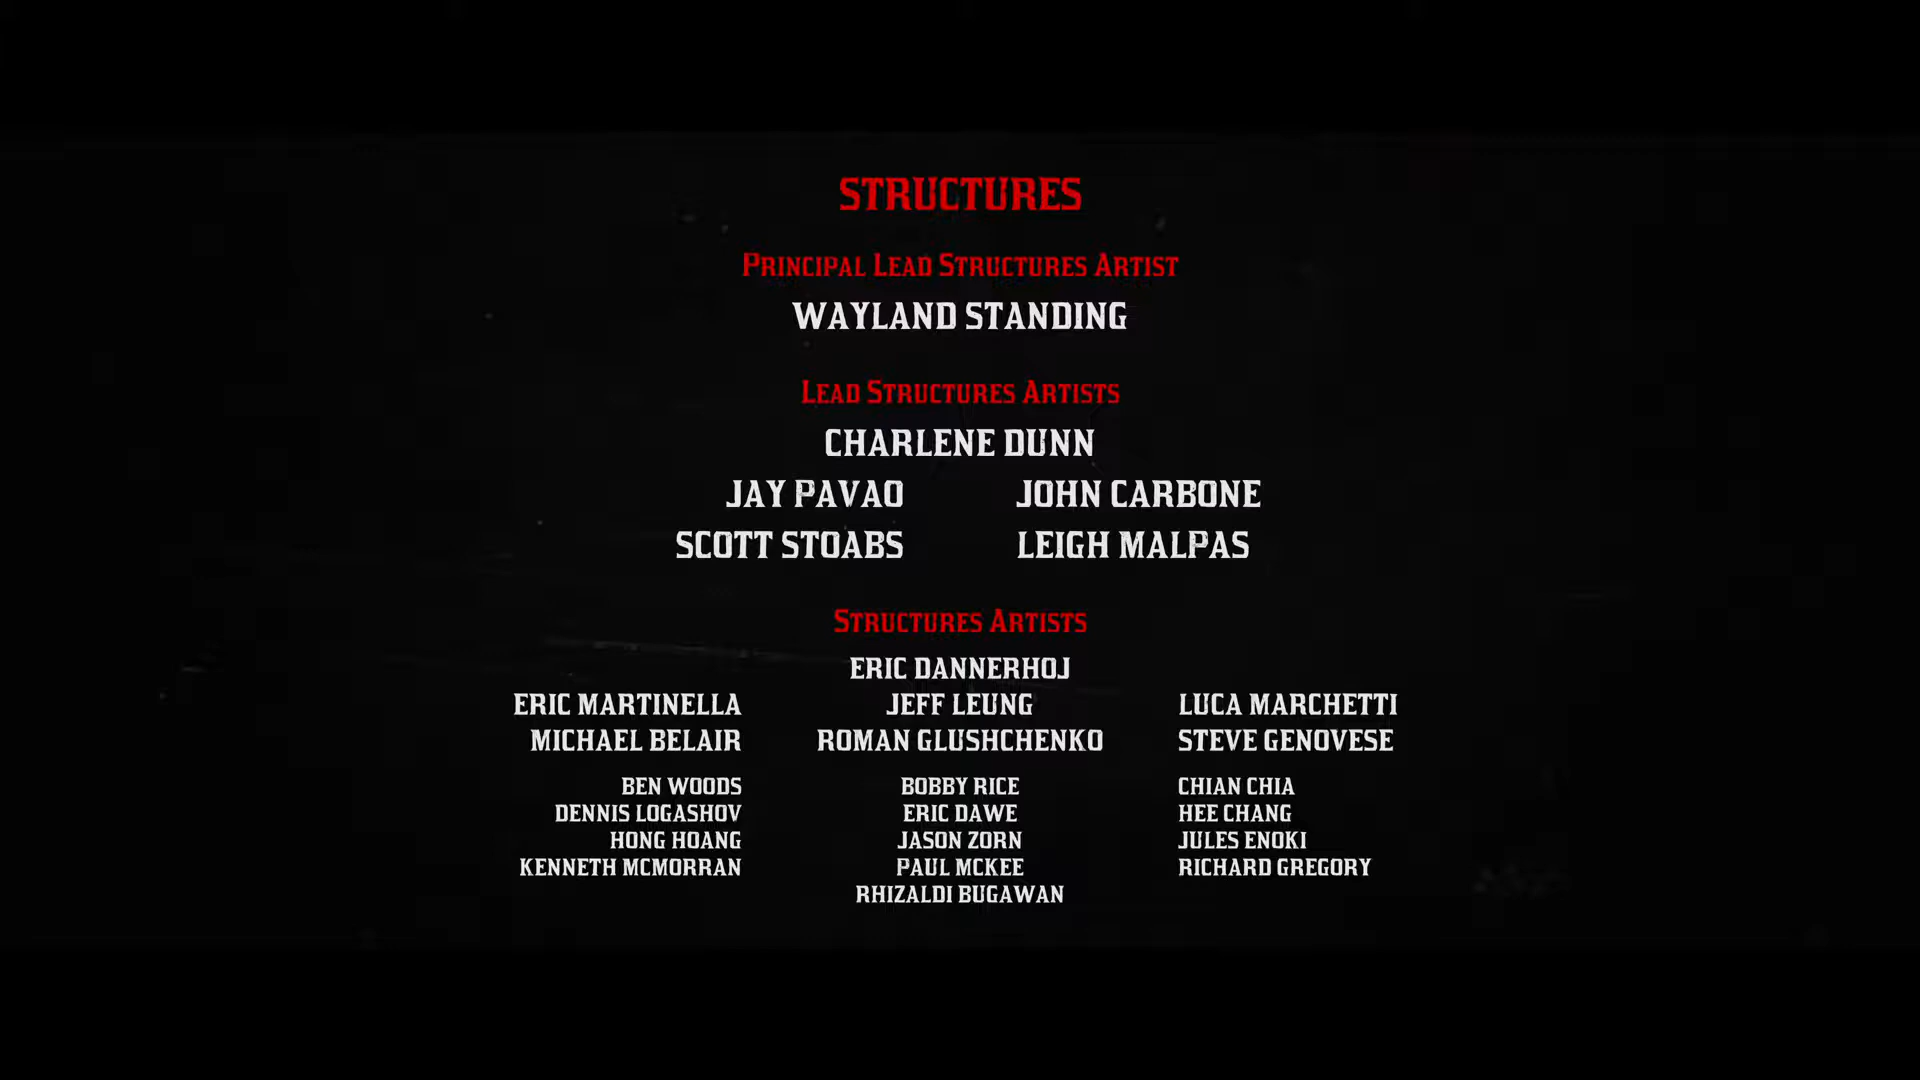 STRUCTURES
PRINCIPAL LEAD STRUCTURES ARTIST
WAYLAND STANDING
LEAD STRUCTURES ARTISTS
CHARLENE DUNN
JAY PAVAO JOHN CARBONE
SCOTT STOABS LEIGH MALPAS
STRUCTURES ARTISTS
ERIC DANNERHOJ
ERIC MARTINELLA JEFF LEUNG LUCA MARCHETTI
MICHAEL BELAIR ROMAN GLUSHCHENKO STEVE GENOVESE
BEN WOODS BOBBY RICE CHIAN CHIA
DENNIS LOGASHOV ERIC DAWE HEE CHANG
HONG HOANG JASON ZORN JULES ENOKI
KENNETH MCMORRAN PAUL MCKEE RICHARD GREGORY
RHIZALDI BUGAWAN